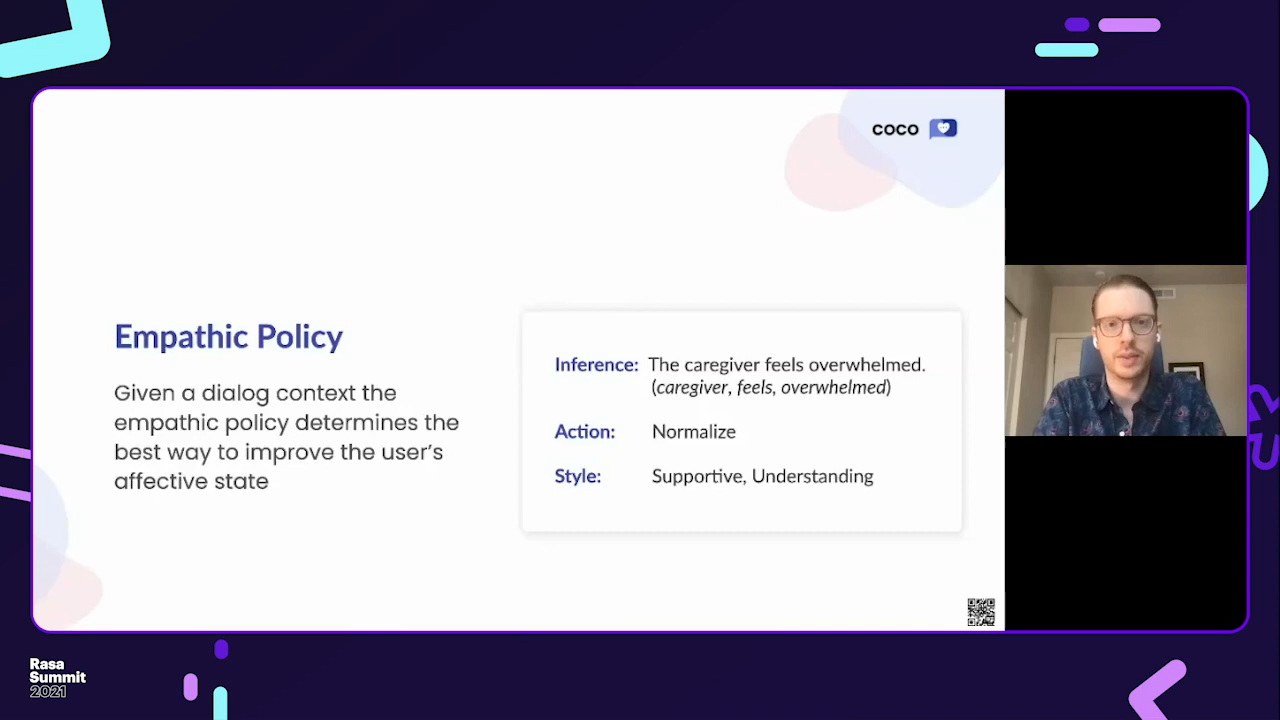 coco
Empathic Policy
Given a dialog context the
empathic policy determines the
best way to improve the user’s
affective state
Inference: The caregiver feels overwhelmed.
(caregiver, feels, overwhelmed)
Action: Normalize
Style: Supportive, Understanding
Rasa
Summit
2021